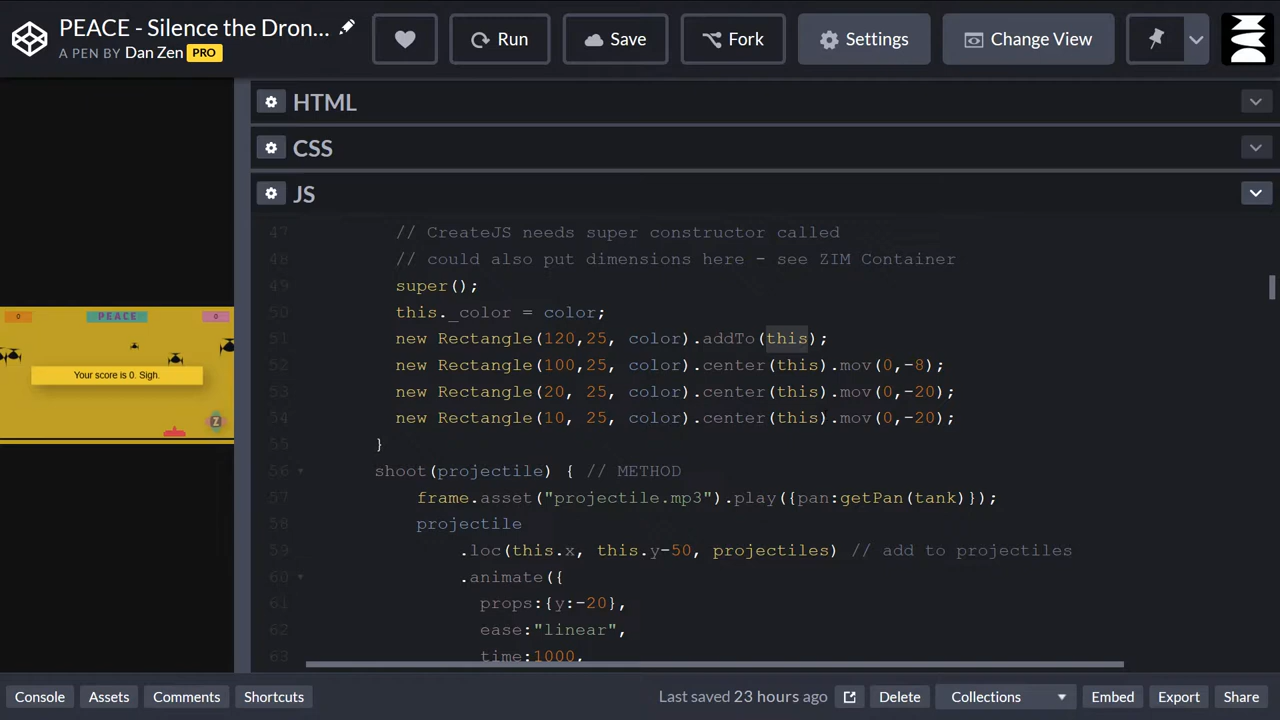 PEACE - Silence the Dron...
A PEN BY Dan Zen PRO
Run
Save
Fork
Settings
Change View
HTML
CSS
JS
47 // CreateJS needs super constructor called
48 // could also put dimensions here - see ZIM Container
49 super();
50 this._color = color;
51 new Rectangle(120,25, color).addTo(this);
52 new Rectangle(100,25, color).center(this).mov(0,-8);
53 new Rectangle(20, 25, color).center(this).mov(0,-20);
54 new Rectangle(10, 25, color).center(this).mov(0,-20);
55 }
56 shoot(projectile) { // METHOD
57 frame.asset("projectile.mp3").play({pan:getPan(tank)});
58 projectile
59 .loc(this.x, this.y-50, projectiles) // add to projectiles
60 .animate({
61 props:{y:-20},
62 ease:"linear",
63 time:1000,
0 PEACE 0
Your score is 0. Sigh.
Z
Console Assets Comments Shortcuts
Last saved 23 hours ago Delete Collections Embed Export Share